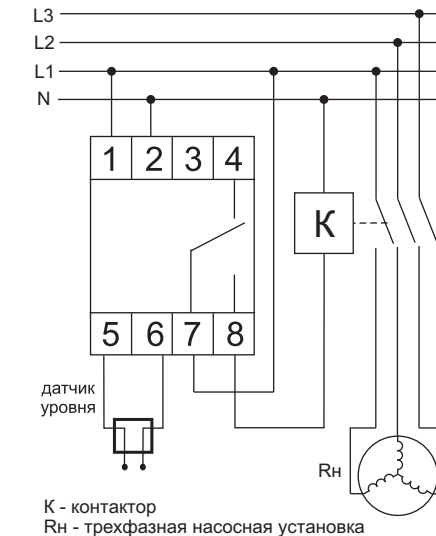 L3
L2
L1
N
1 2 3 4
К
5 6 7 8
датчик
уровня
Rн
К - контактор
Rн - трехфазная насосная установка